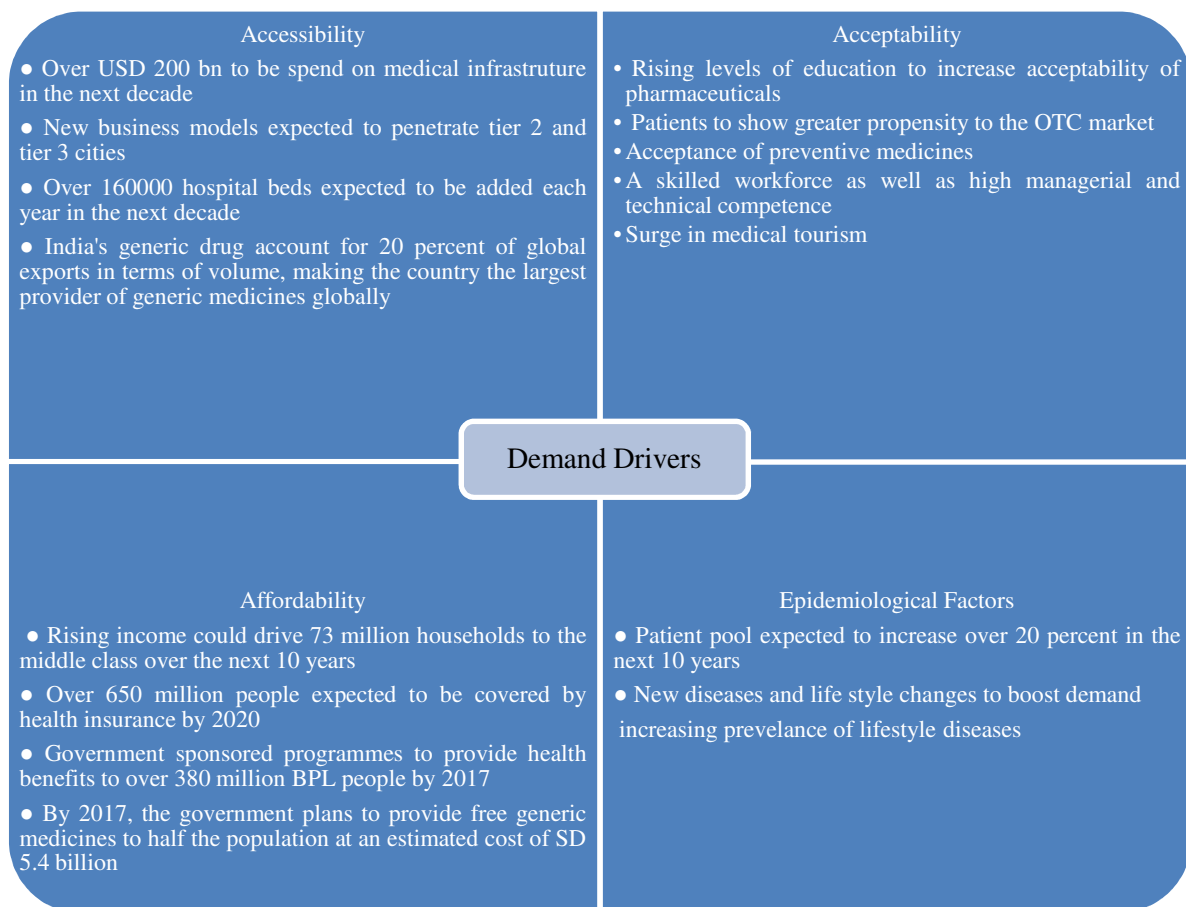 Accessibility
● Over USD 200 bn to be spend on medical infrastruture
in the next decade
● New business models expected to penetrate tier 2 and
tier 3 cities
● Over 160000 hospital beds expected to be added each
year in the next decade
● India's generic drug account for 20 percent of global
exports in terms of volume, making the country the largest
provider of generic medicines globally
Acceptability
• Rising levels of education to increase acceptability of
pharmaceuticals
• Patients to show greater propensity to the OTC market
• Acceptance of preventive medicines
• A skilled workforce as well as high managerial and
technical competence
• Surge in medical tourism
Demand Drivers
Affordability
● Rising income could drive 73 million households to the
middle class over the next 10 years
● Over 650 million people expected to be covered by
health insurance by 2020
● Government sponsored programmes to provide health
benefits to over 380 million BPL people by 2017
● By 2017, the government plans to provide free generic
medicines to half the population at an estimated cost of SD
5.4 billion
Epidemiological Factors
● Patient pool expected to increase over 20 percent in the
next 10 years
● New diseases and life style changes to boost demand
increasing prevelance of lifestyle diseases